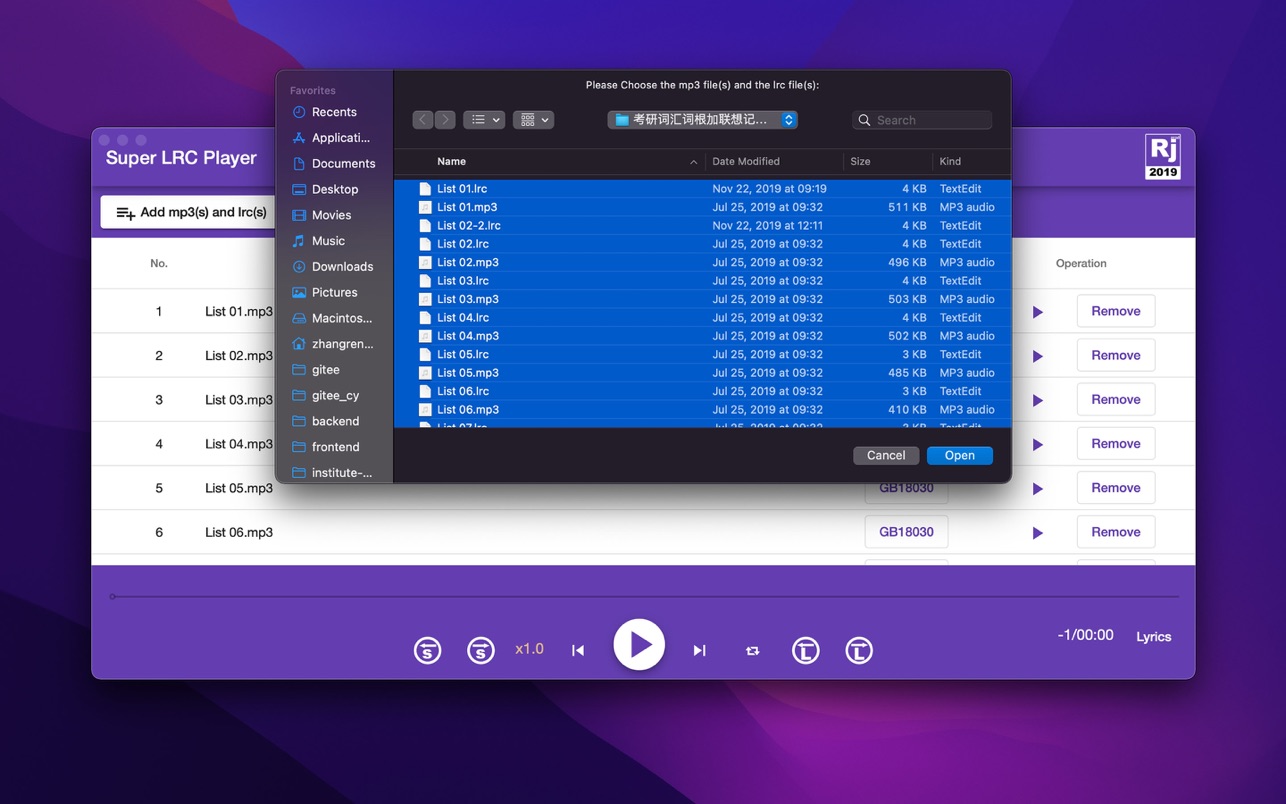 Please Choose the mp3 file(s) and the lrc file(s):
Favorites
Recents
Applicati...
Documents
Desktop
Movies
Music
Downloads
Pictures
Macintos...
zhangren...
gitee
gitee_cy
backend
frontend
institute-...
考研词汇词根加联想记...
Search
Name Date Modified Size Kind
List 01.lrc Nov 22, 2019 at 09:19 4 KB TextEdit
List 01.mp3 Jul 25, 2019 at 09:32 511 KB MP3 audio
List 02-2.lrc Nov 22, 2019 at 12:11 4 KB TextEdit
List 02.lrc Jul 25, 2019 at 09:32 4 KB TextEdit
List 02.mp3 Jul 25, 2019 at 09:32 496 KB MP3 audio
List 03.lrc Jul 25, 2019 at 09:32 4 KB TextEdit
List 03.mp3 Jul 25, 2019 at 09:32 503 KB MP3 audio
List 04.lrc Jul 25, 2019 at 09:32 4 KB TextEdit
List 04.mp3 Jul 25, 2019 at 09:32 502 KB MP3 audio
List 05.lrc Jul 25, 2019 at 09:32 3 KB TextEdit
List 05.mp3 Jul 25, 2019 at 09:32 485 KB MP3 audio
List 06.lrc Jul 25, 2019 at 09:32 3 KB TextEdit
List 06.mp3 Jul 25, 2019 at 09:32 410 KB MP3 audio
Cancel Open
Super LRC Player
Rj
2019
Add mp3(s) and lrc(s)
No. Operation
1 List 01.mp3 Remove
2 List 02.mp3 Remove
3 List 03.mp3 Remove
4 List 04.mp3 Remove
5 List 05.mp3 GB18030 Remove
6 List 06.mp3 GB18030 Remove
S S x1.0 L L -1/00:00 Lyrics